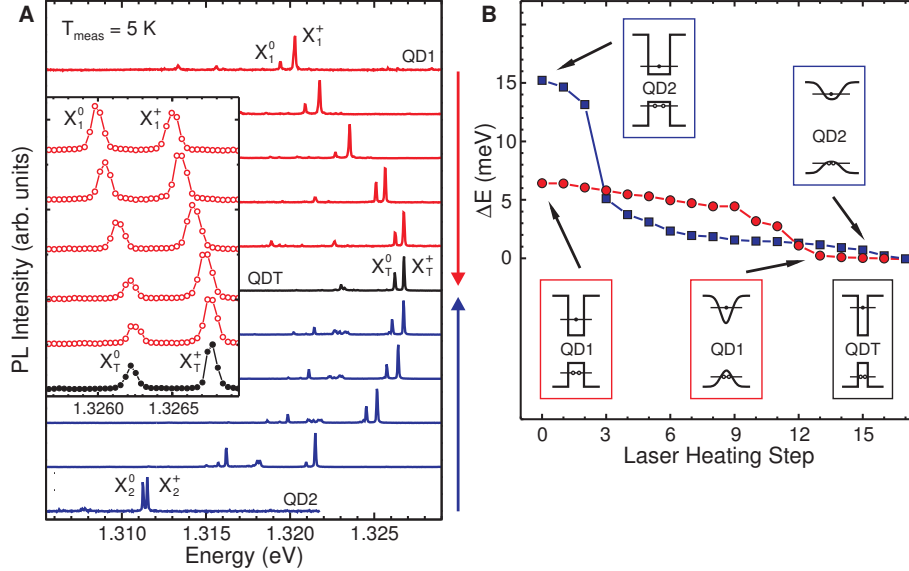 A
T_meas = 5 K
X_1^0
X_1^+
QD1
X_1^0
X_1^+
X_T^0
X_T^+
1.3260
1.3265
QDT
X_T^0
X_T^+
X_2^0
X_2^+
QD2
1.310
1.315
1.320
1.325
Energy (eV)
PL Intensity (arb. units)
B
15
10
5
0
ΔE (meV)
QD2
QD2
QD1
QD1
QDT
0
3
6
9
12
15
Laser Heating Step